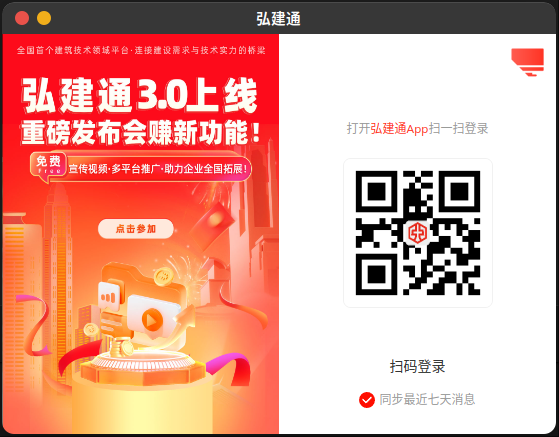 弘建通
全国首个建筑技术领域平台·连接建设需求与技术实力的桥梁
弘建通3.0上线
重磅发布会赚新功能!
免费
Free
宣传视频·多平台推广·助力企业全国拓展!
点击参加
打开弘建通App扫一扫登录
扫码登录
同步最近七天消息